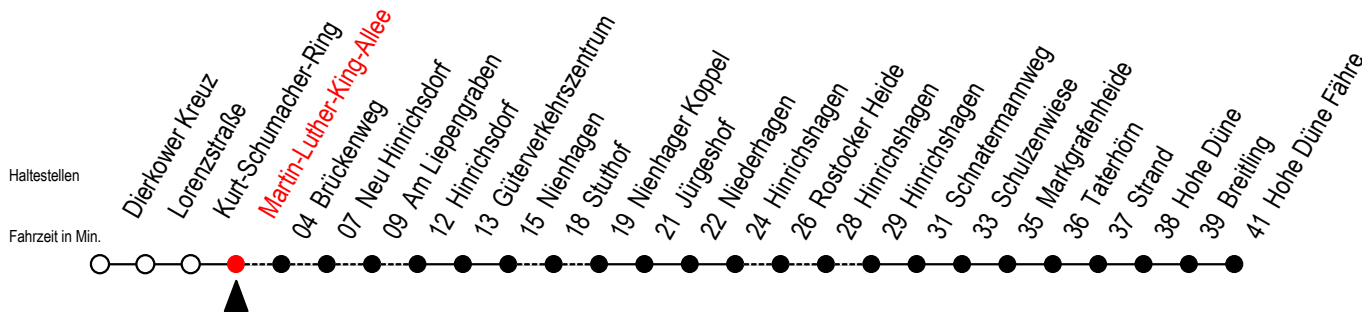 Haltestellen
Fahrzeit in Min.
Dierkower Kreuz
Lorenzstraße
Kurt-Schumacher-Ring
Martin-Luther-King-Allee
04 Brückenweg
07 Neu Hinrichsdorf
09 Am Liepengraben
12 Hinrichsdorf
13 Güterverkehrszentrum
15 Nienhagen
18 Stuthof
19 Nienhager Koppel
21 Jürgeshof
22 Niederhagen
24 Hinrichshagen
26 Rostocker Heide
28 Hinrichshagen
29 Hinrichshagen
31 Schnatermannweg
33 Schulzenwiese
35 Markgrafenheide
36 Taterhörn
37 Strand
38 Hohe Düne
39 Breitling
41 Hohe Düne Fähre